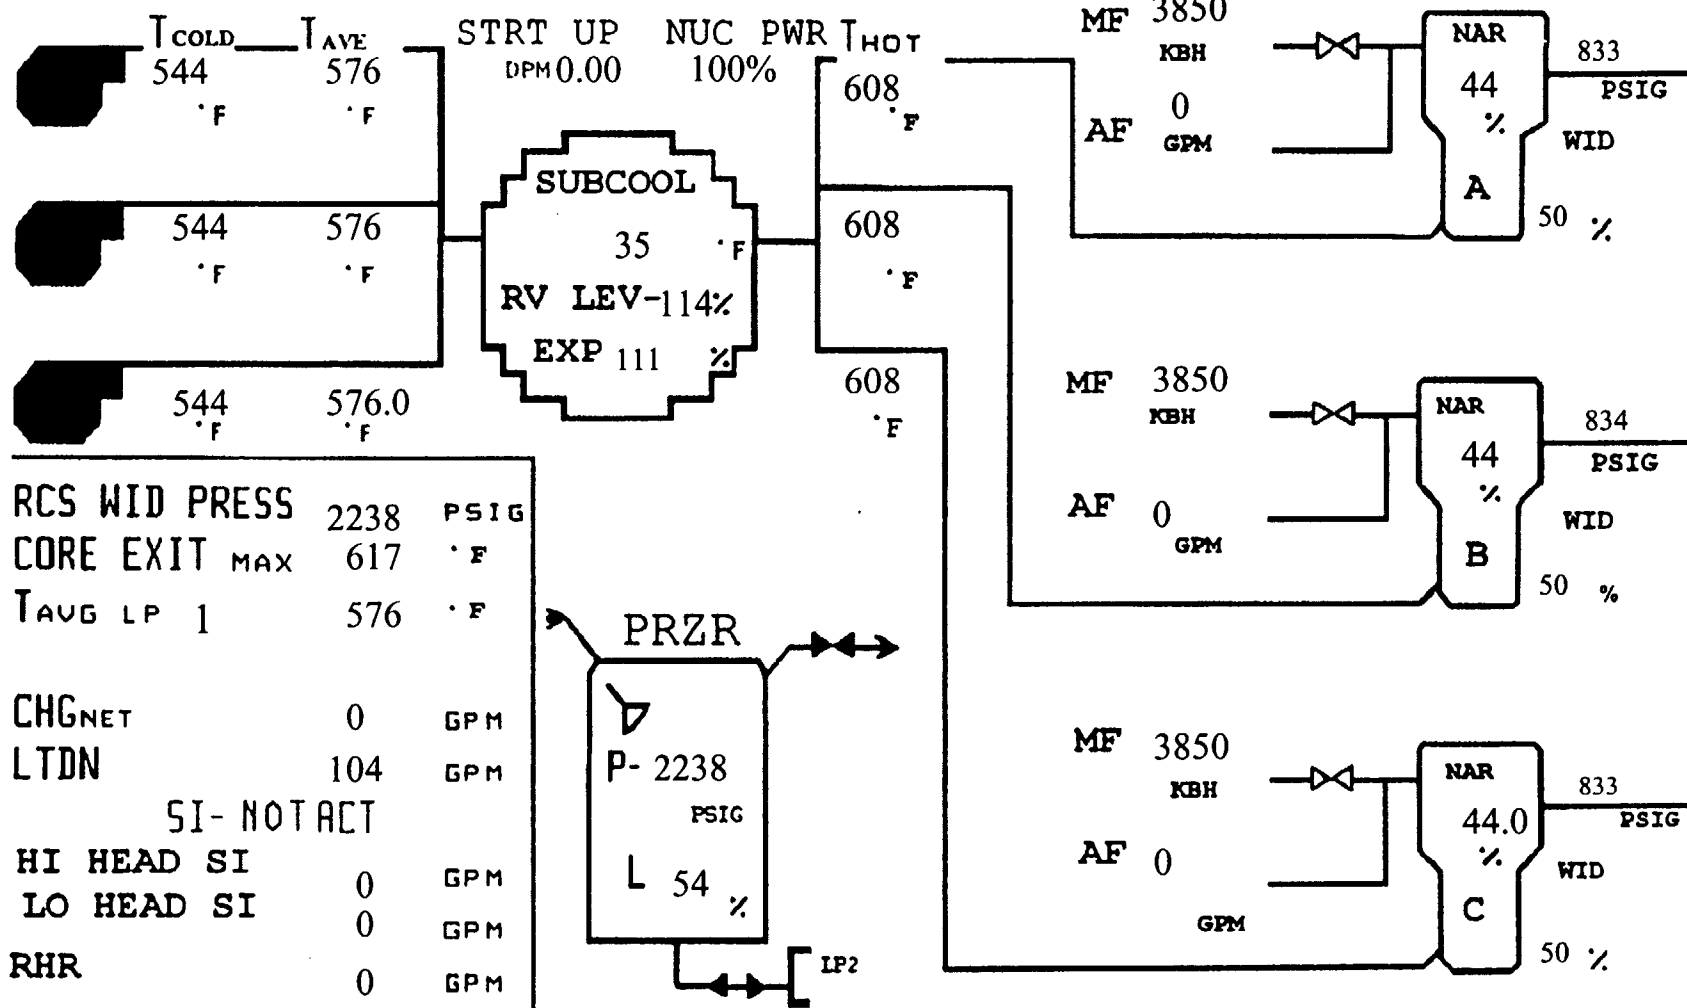 TCOLD TAVE STRT UP NUC PWR THOT
544 576 DPM 0.00 100% 608
°F °F °F
544 576 608
°F °F °F
544 576.0 608
°F °F °F
SUBCOOL
35 °F
RV LEV-114%
EXP 111 %
RCS WID PRESS 2238 PSIG
CORE EXIT MAX 617 °F
TAVG LP 1 576 °F
CHGNET 0 GPM
LTDN 104 GPM
SI- NOT ACT
HI HEAD SI 0 GPM
LO HEAD SI 0 GPM
RHR 0 GPM
PRZR
P- 2238
PSIG
L 54
%
LP2
MF 3850
KBH
AF 0
GPM
NAR
44
%
A
833
PSIG
WID
50 %
MF 3850
KBH
AF 0
GPM
NAR
44
%
B
834
PSIG
WID
50 %
MF 3850
KBH
AF 0
GPM
NAR
44.0
%
C
833
PSIG
WID
50 %